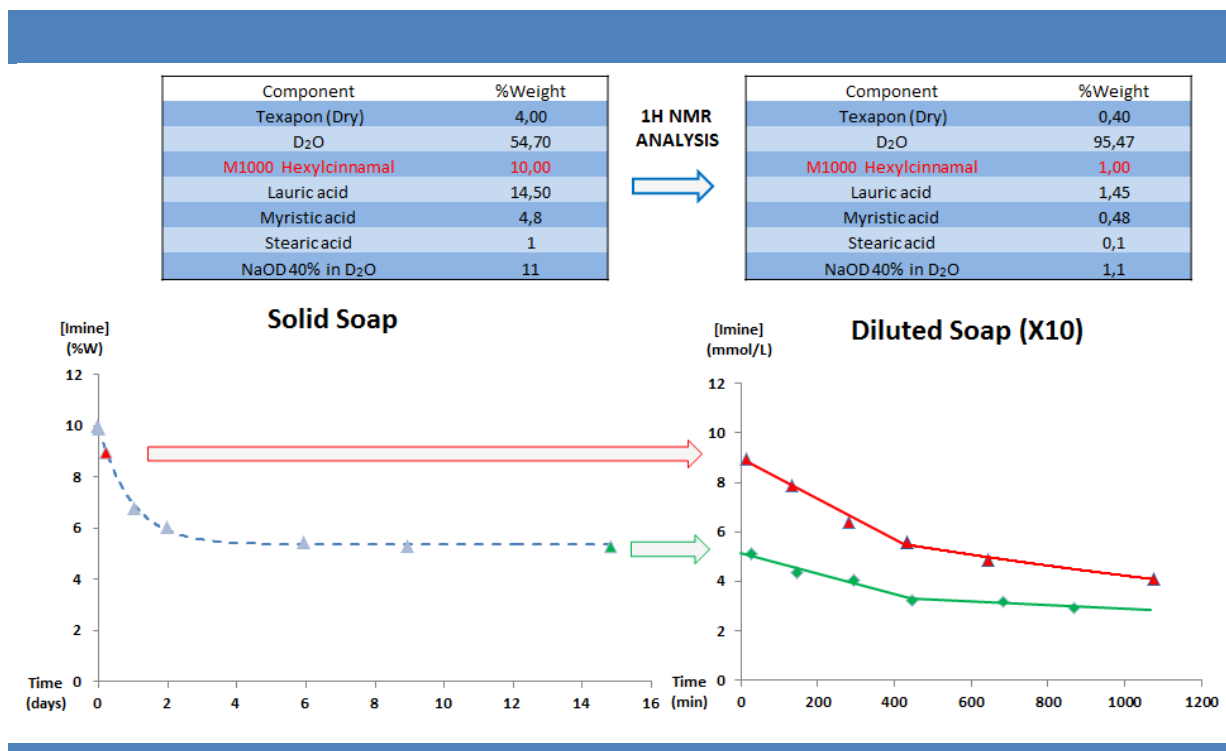 Component %Weight
Texapon (Dry) 4,00
D₂O 54,70
M1000 Hexylcinnamal 10,00
Lauric acid 14,50
Myristic acid 4,8
Stearic acid 1
NaOD 40% in D₂O 11
1H NMR
ANALYSIS
Component %Weight
Texapon (Dry) 0,40
D₂O 95,47
M1000 Hexylcinnamal 1,00
Lauric acid 1,45
Myristic acid 0,48
Stearic acid 0,1
NaOD 40% in D₂O 1,1
Solid Soap
[Imine]
(%W)
12
10
8
6
4
2
0
Time
(days)
0 2 4 6 8 10 12 14 16
Diluted Soap (X10)
[Imine]
(mmol/L)
12
10
8
6
4
2
0
Time
(min)
0 200 400 600 800 1000 1200